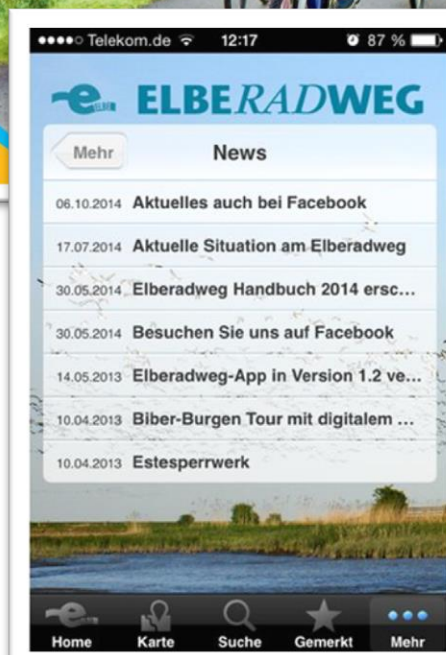 Telekom.de 12:17 87 %
ELBERADWEG
Mehr News
06.10.2014 Aktuelles auch bei Facebook
17.07.2014 Aktuelle Situation am Elberadweg
30.05.2014 Elberadweg Handbuch 2014 ersc...
30.05.2014 Besuchen Sie uns auf Facebook
14.05.2013 Elberadweg-App in Version 1.2 ve...
10.04.2013 Biber-Burgen Tour mit digitalem ...
10.04.2013 Estesperrwerk
Home Karte Suche Gemerkt Mehr